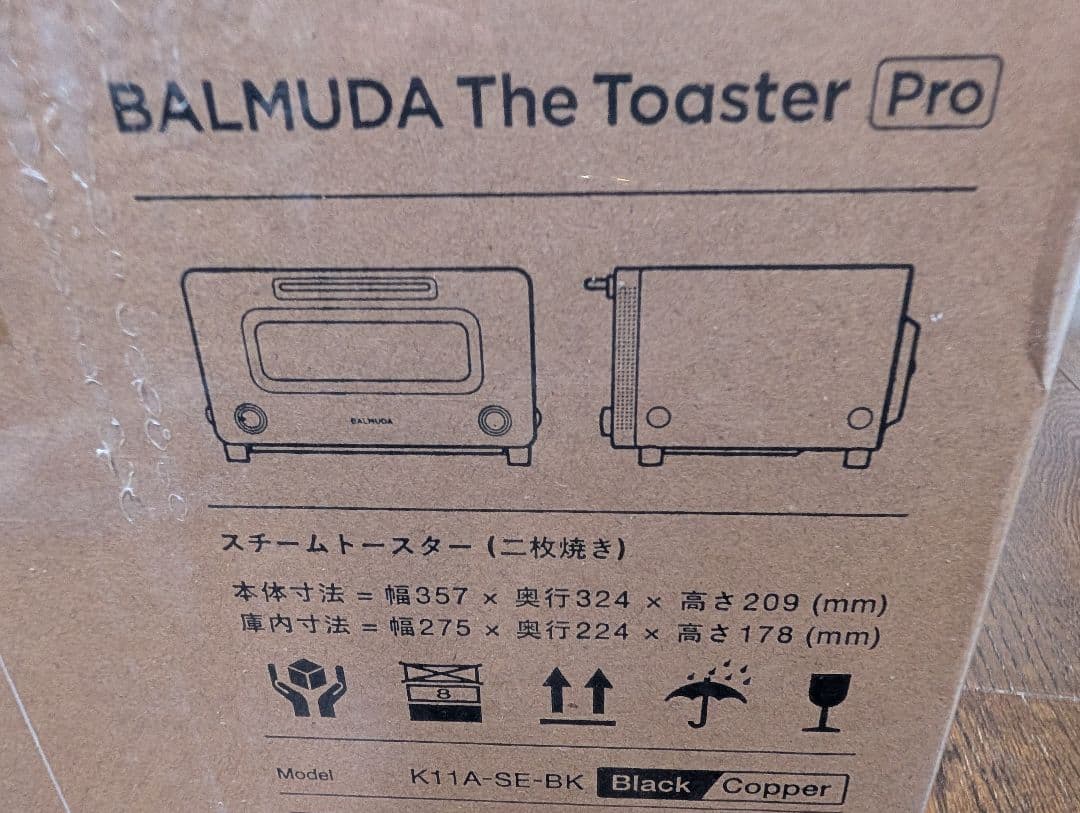 BALMUDA The Toaster Pro
BALMUDA
スチームトースター (二枚焼き)
本体寸法 = 幅357 × 奥行324 × 高さ209 (mm)
庫内寸法 = 幅275 × 奥行224 × 高さ178 (mm)
8
Model K11A-SE-BK Black Copper